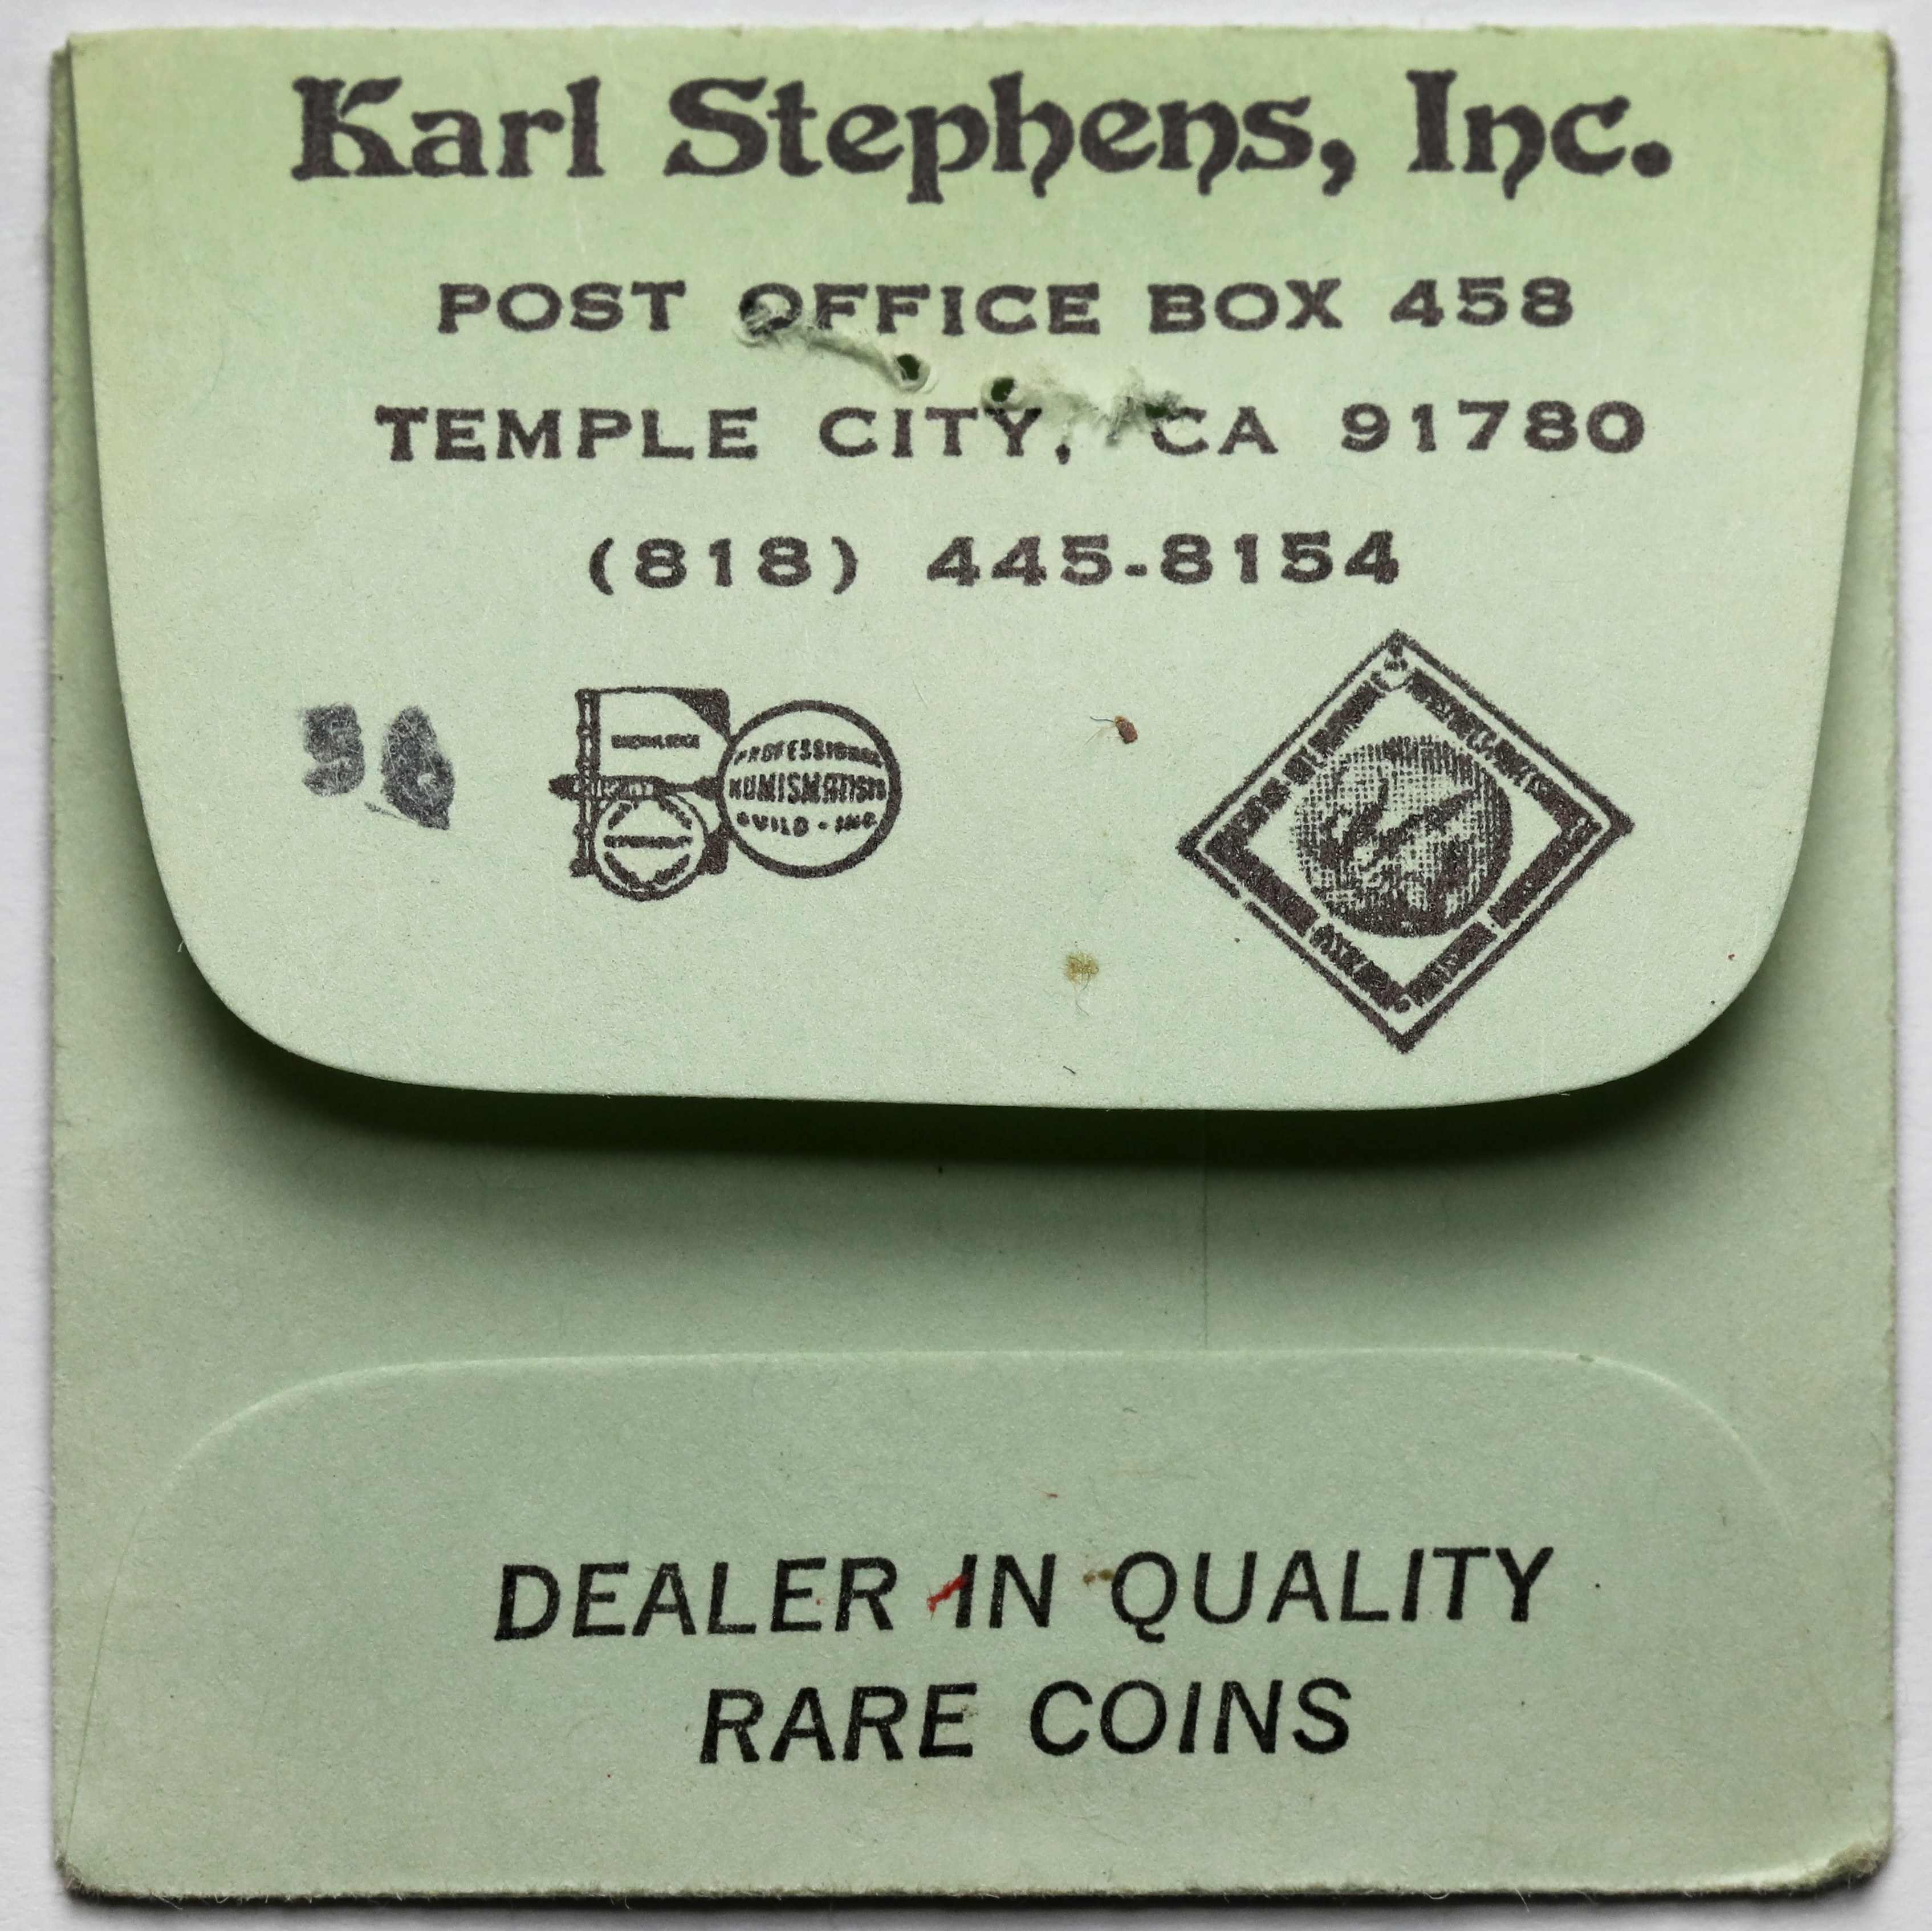 Karl Stephens, Inc.
POST OFFICE BOX 458
TEMPLE CITY, CA 91780
(818) 445-8154
PROFESSIONAL
NUMISMATISTS
GUILD - INC.
DEALER IN QUALITY
RARE COINS